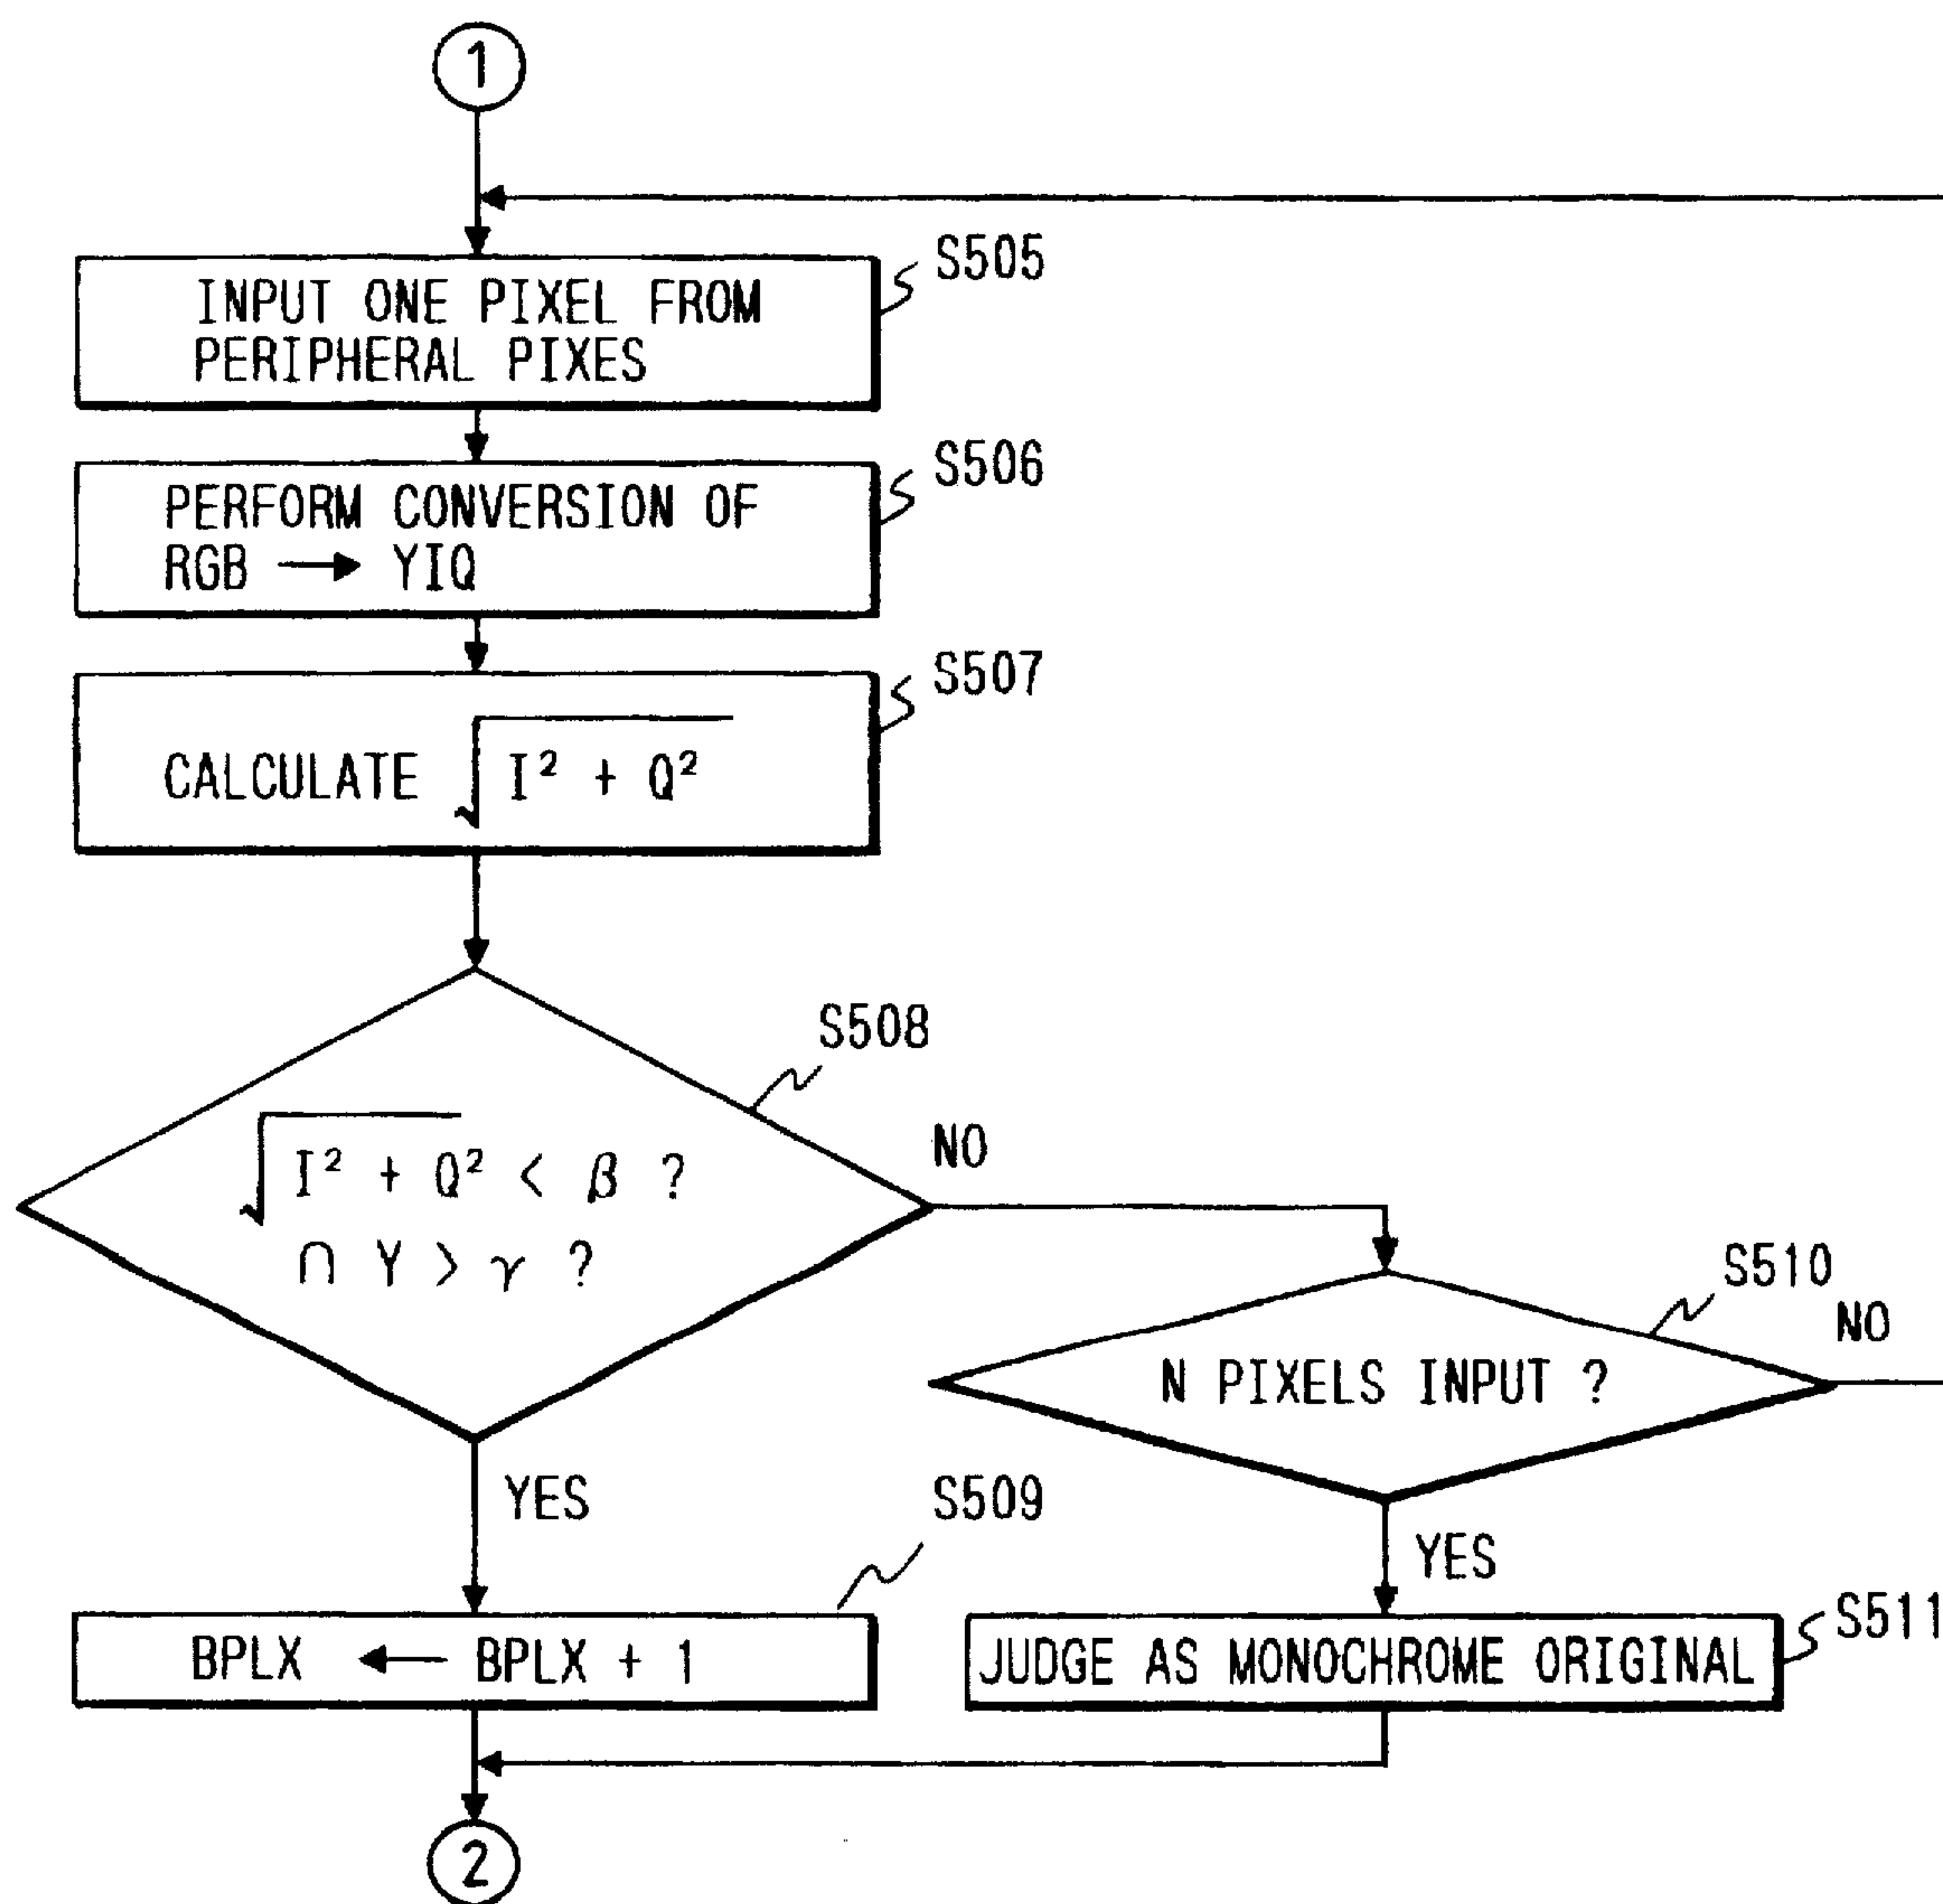 1
S505
INPUT ONE PIXEL FROM
PERIPHERAL PIXES
S506
PERFORM CONVERSION OF
RGB → YIQ
S507
CALCULATE √I² + Q²
S508
√I² + Q² < β ?
∩ Y > γ ?
NO
YES
S510
N PIXELS INPUT ?
NO
YES
S509
BPLX ← BPLX + 1
S511
JUDGE AS MONOCHROME ORIGINAL
2